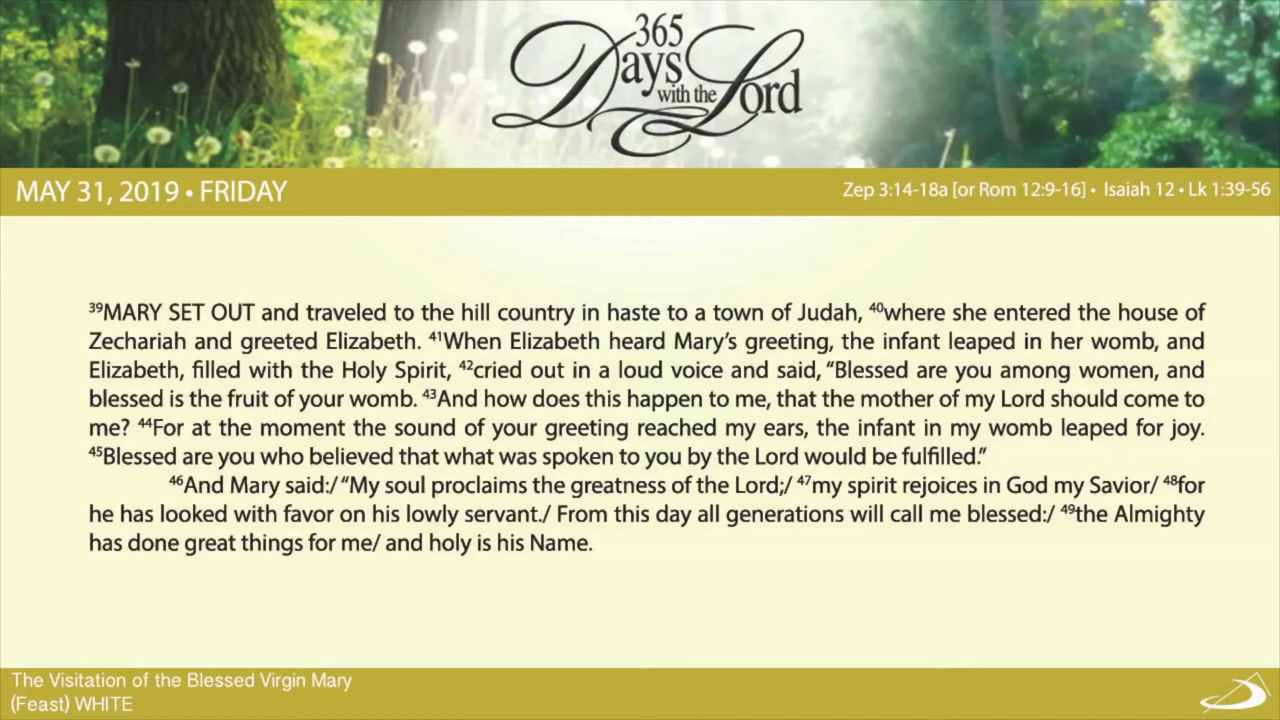 365
Days
with the
Lord
MAY 31, 2019 • FRIDAY
Zep 3:14-18a [or Rom 12:9-16] • Isaiah 12 • Lk 1:39-56
³⁹MARY SET OUT and traveled to the hill country in haste to a town of Judah, ⁴⁰where she entered the house of
Zechariah and greeted Elizabeth. ⁴¹When Elizabeth heard Mary’s greeting, the infant leaped in her womb, and
Elizabeth, filled with the Holy Spirit, ⁴²cried out in a loud voice and said, “Blessed are you among women, and
blessed is the fruit of your womb. ⁴³And how does this happen to me, that the mother of my Lord should come to
me? ⁴⁴For at the moment the sound of your greeting reached my ears, the infant in my womb leaped for joy.
⁴⁵Blessed are you who believed that what was spoken to you by the Lord would be fulfilled.”
⁴⁶And Mary said:/ “My soul proclaims the greatness of the Lord;/ ⁴⁷my spirit rejoices in God my Savior/ ⁴⁸for
he has looked with favor on his lowly servant./ From this day all generations will call me blessed:/ ⁴⁹the Almighty
has done great things for me/ and holy is his Name.
The Visitation of the Blessed Virgin Mary
(Feast) WHITE